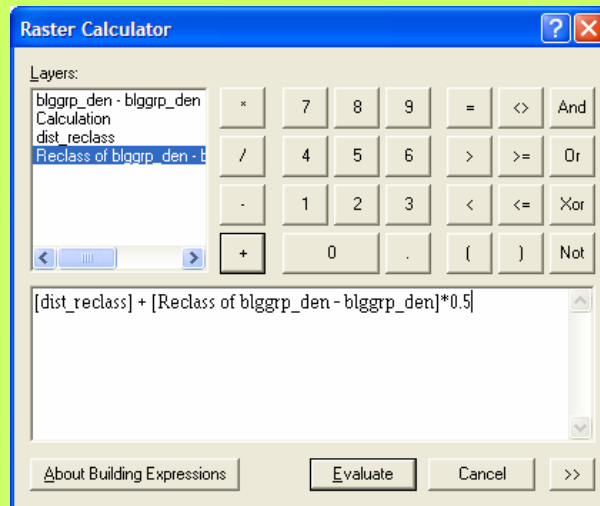 Raster Calculator
Layers:
blggrp_den - blggrp_den
Calculation
dist_reclass
Reclass of blggrp_den - b
* 7 8 9 = <> And
/ 4 5 6 > >= Or
- 1 2 3 < <= Xor
+ 0 . ( ) Not
[dist_reclass] + [Reclass of blggrp_den - blggrp_den]*0.5
About Building Expressions Evaluate Cancel >>